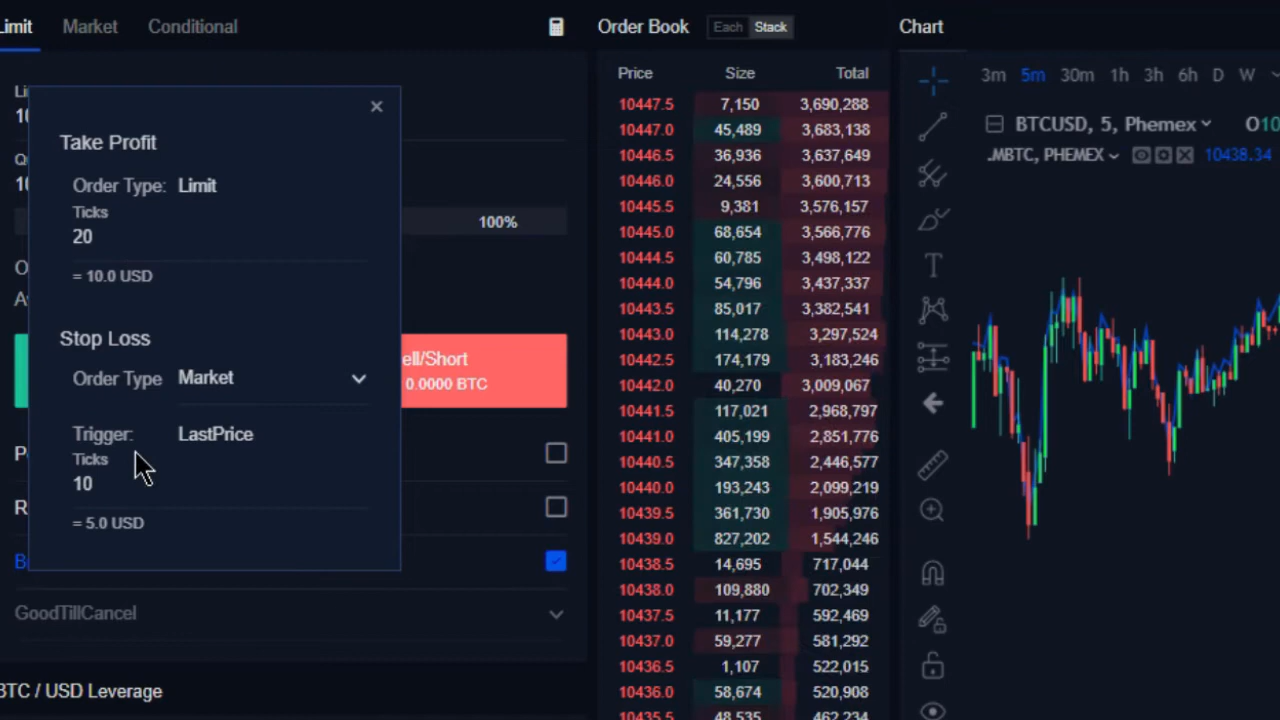 Limit Market Conditional
Take Profit
Order Type: Limit
Ticks
20
= 10.0 USD
Stop Loss
Order Type Market
Trigger: LastPrice
Ticks
10
= 5.0 USD
100%
ell/Short
0.0000 BTC
GoodTillCancel
BTC / USD Leverage
Order Book Each Stack
Price Size Total
10447.5 7,150 3,690,288
10447.0 45,489 3,683,138
10446.5 36,936 3,637,649
10446.0 24,556 3,600,713
10445.5 9,381 3,576,157
10445.0 68,654 3,566,776
10444.5 60,785 3,498,122
10444.0 54,796 3,437,337
10443.5 85,017 3,382,541
10443.0 114,278 3,297,524
10442.5 174,179 3,183,246
10442.0 40,270 3,009,067
10441.5 117,021 2,968,797
10441.0 405,199 2,851,776
10440.5 347,358 2,446,577
10440.0 193,243 2,099,219
10439.5 361,730 1,905,976
10439.0 827,202 1,544,246
10438.5 14,695 717,044
10438.0 109,880 702,349
10437.5 11,177 592,469
10437.0 59,277 581,292
10436.5 1,107 522,015
10436.0 58,674 520,908
10435.5 48,535 462,234
Chart
3m 5m 30m 1h 3h 6h D W
BTCUSD, 5, Phemex O10
.MBTC, PHEMEX 10438.34